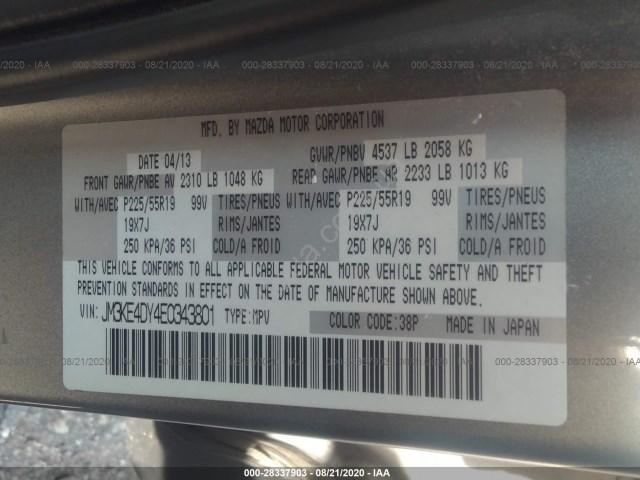 000-28337903 - 08/21/2020 - IAA
MFD. BY MAZDA MOTOR CORPORATION
DATE 04/13
GVWR/PNBV 4537 LB 2058 KG
FRONT GAWR/PNBE AV 2310 LB 1048 KG
REAR GAWR/PNBE AR 2233 LB 1013 KG
WITH/AVEC P225/55R19 99V TIRES/PNEUS
WITH/AVEC P225/55R19 99V TIRES/PNEUS
19X7J RIMS/JANTES
19X7J RIMS/JANTES
250 KPA/36 PSI COLD/A FROID
250 KPA/36 PSI COLD/A FROID
THIS VEHICLE CONFORMS TO ALL APPLICABLE FEDERAL MOTOR VEHICLE SAFETY AND THEFT
PREVENTION STANDARDS IN EFFECT ON THE DATE OF MANUFACTURE SHOWN ABOVE.
VIN: JM3KE4DY4E0343801 TYPE:MPV
COLOR CODE:38P MADE IN JAPAN
000-28337903 - 08/21/2020 - IAA